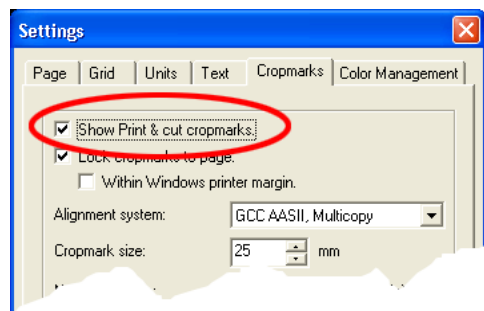 Settings
Page Grid Units Text Cropmarks Color Management
Show Print & cut cropmarks.
Lock cropmarks to page.
Within Windows printer margin.
Alignment system: GCC AASII, Multicopy
Cropmark size: 25 mm